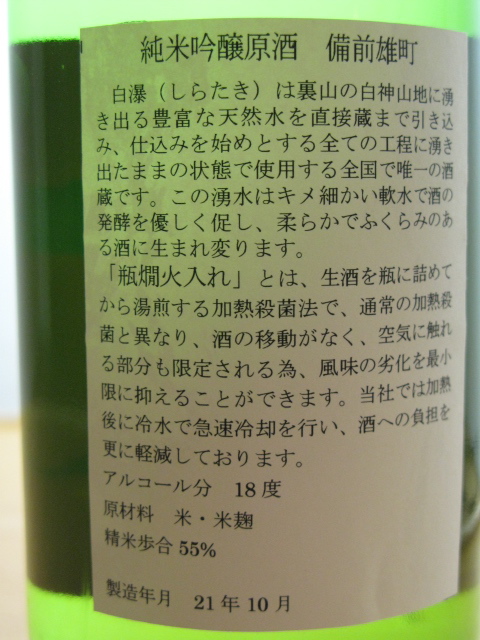 純米吟醸原酒　備前雄町
白瀑（しらたき）は裏山の白神山地に湧
き出る豊富な天然水を直接蔵まで引き込
み、仕込みを始めとする全ての工程に湧き
出たままの状態で使用する全国で唯一の酒
蔵です。この湧水はキメ細かい軟水で酒の
発酵を優しく促し、柔らかでふくらみのあ
る酒に生まれ変ります。
「瓶燗火入れ」とは、生酒を瓶に詰めて
から湯煎する加熱殺菌法で、通常の加熱殺
菌と異なり、酒の移動がなく、空気に触れ
る部分も限定される為、風味の劣化を最小
限に抑えることができます。当社では加熱
後に冷水で急速冷却を行い、酒への負担を
更に軽減しております。
アルコール分　18度
原材料　米・米麹
精米歩合 55%
製造年月　21年10月